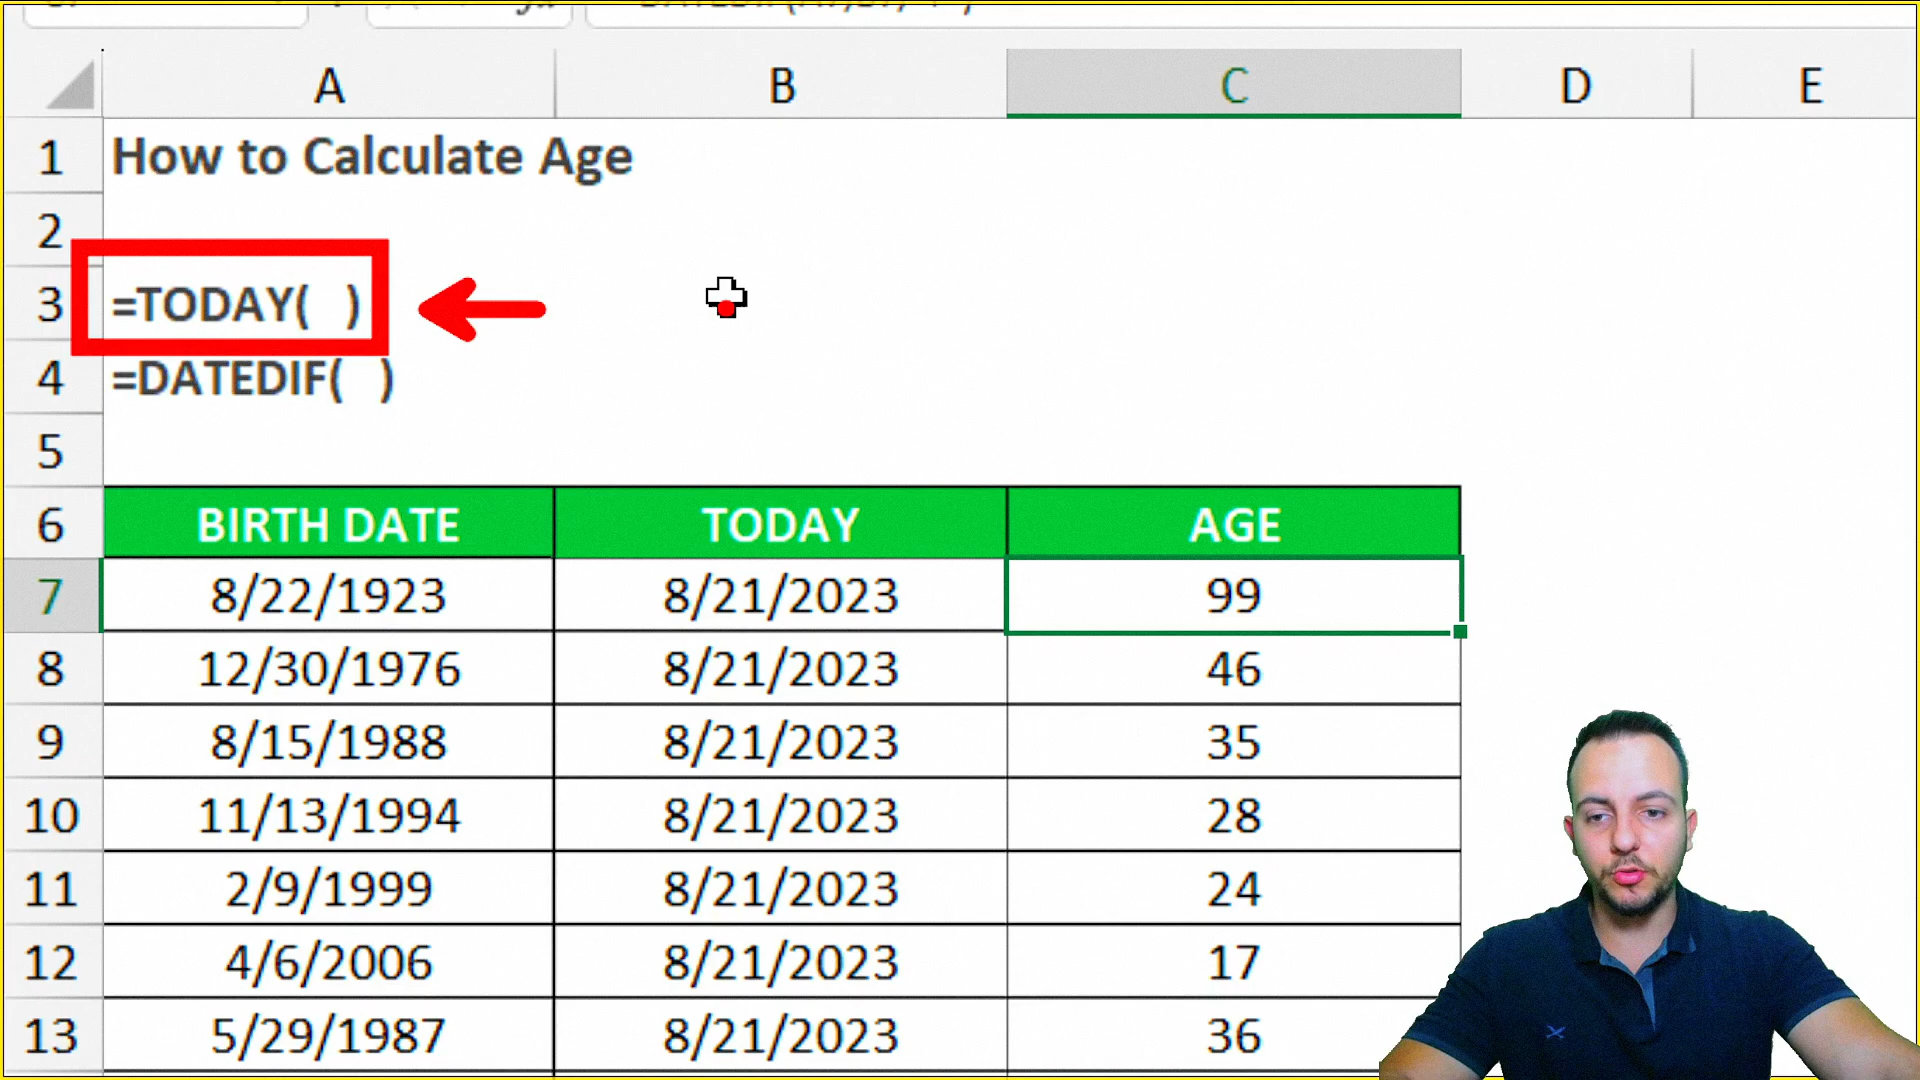 A B C D E
1 How to Calculate Age
2
3 =TODAY( )
4 =DATEDIF( )
5
6 BIRTH DATE TODAY AGE
7 8/22/1923 8/21/2023 99
8 12/30/1976 8/21/2023 46
9 8/15/1988 8/21/2023 35
10 11/13/1994 8/21/2023 28
11 2/9/1999 8/21/2023 24
12 4/6/2006 8/21/2023 17
13 5/29/1987 8/21/2023 36